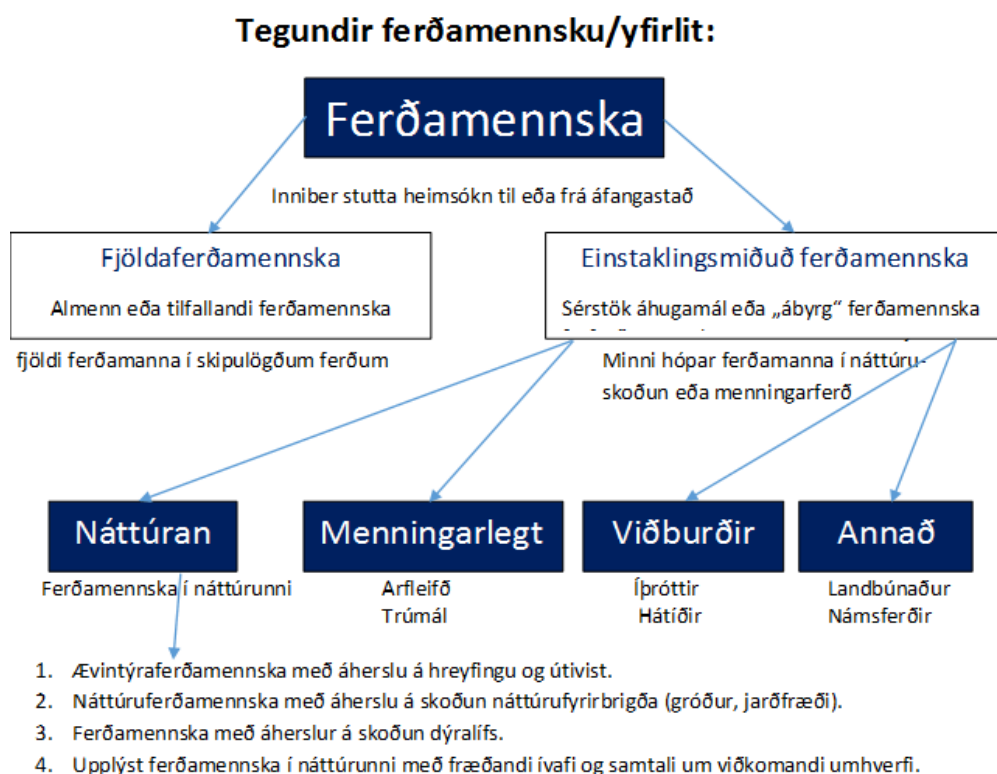 Tegundir ferðamennsku/yfirlit:
Ferðamennska
Inniber stutta heimsókn til eða frá áfangastað
Fjöldaferðamennska
Almenn eða tilfallandi ferðamennska
fjöldi ferðamanna í skipulögðum ferðum
Einstaklingsmiðuð ferðamennska
Sérstök áhugamál eða „ábyrg“ ferðamennska
Minni hópar ferðamanna í náttúru-
skoðun eða menningarferð
Náttúran
Ferðamennska í náttúrunni
Menningarlegt
Arfleifð
Trúmál
Viðburðir
Íþróttir
Hátíðir
Annað
Landbúnaður
Námsferðir
1. Ævintýraferðamennska með áherslu á hreyfingu og útivist.
2. Náttúruferðamennska með áherslu á skoðun náttúrufyrirbrigða (gróður, jarðfræði).
3. Ferðamennska með áherslur á skoðun dýralífs.
4. Upplýst ferðamennska í náttúrunni með fræðandi ívafi og samtali um viðkomandi umhverfi.